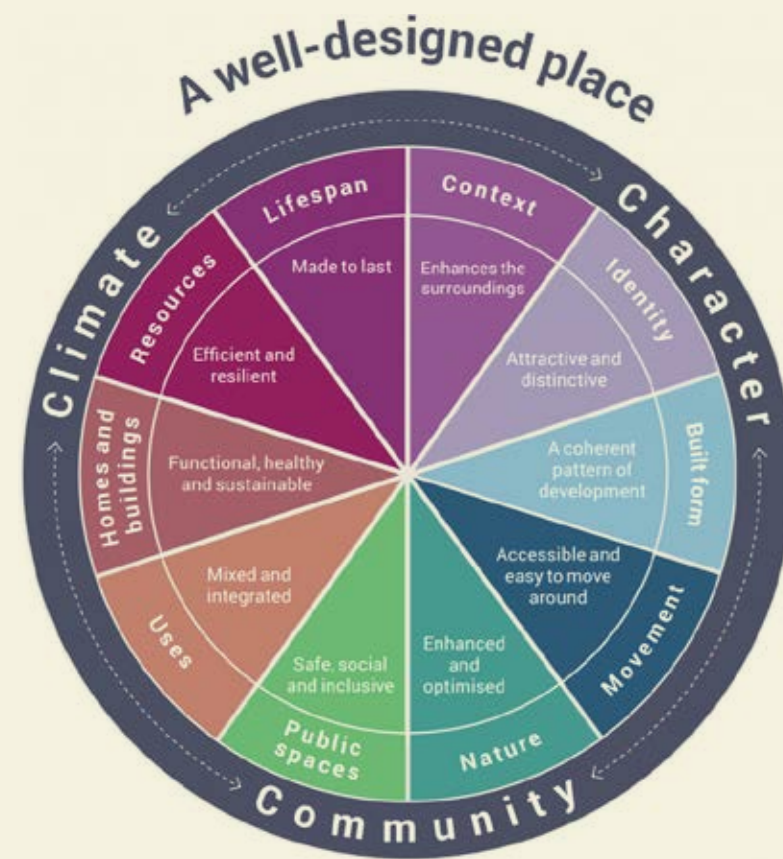 A well-designed place
Climate
Character
Community
Context
Enhances the
surroundings
Identity
Attractive and
distinctive
Built form
A coherent
pattern of
development
Movement
Accessible and
easy to move
around
Nature
Enhanced
and
optimised
Public
spaces
Safe, social
and inclusive
Uses
Mixed and
integrated
Homes and
buildings
Functional, healthy
and sustainable
Resources
Efficient and
resilient
Lifespan
Made to last